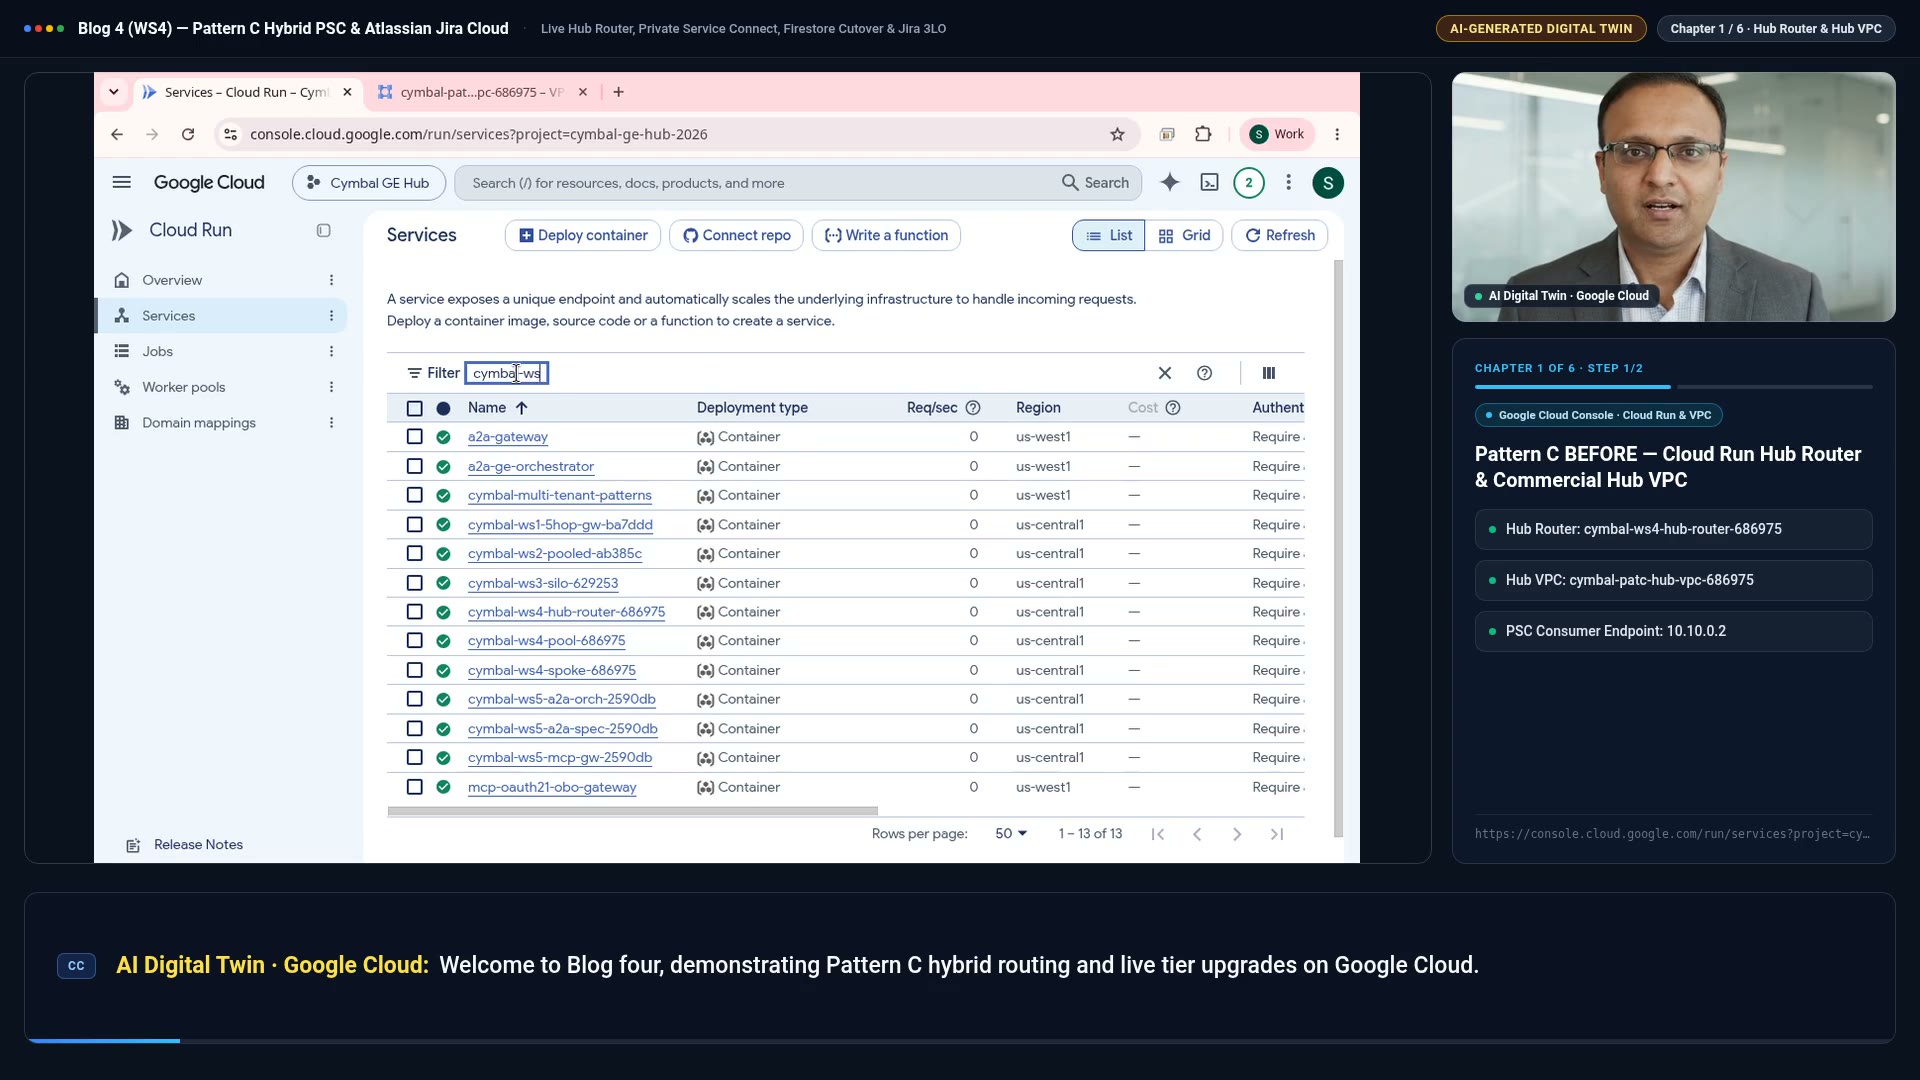 Blog 4 (WS4) — Pattern C Hybrid PSC & Atlassian Jira Cloud · Live Hub Router, Private Service Connect, Firestore Cutover & Jira 3LO
AI-GENERATED DIGITAL TWIN
Chapter 1 / 6 · Hub Router & Hub VPC
Services – Cloud Run – Cym
cymbal-pat...pc-686975 – VP
console.cloud.google.com/run/services?project=cymbal-ge-hub-2026
S Work
Google Cloud
Cymbal GE Hub
Search (/) for resources, docs, products, and more
Search
2
S
Cloud Run
Overview
Services
Jobs
Worker pools
Domain mappings
Release Notes
Services
Deploy container
Connect repo
Write a function
List
Grid
Refresh
A service exposes a unique endpoint and automatically scales the underlying infrastructure to handle incoming requests.
Deploy a container image, source code or a function to create a service.
Filter cymbal-ws
Name Deployment type Req/sec Region Cost Authent
a2a-gateway Container 0 us-west1 — Require
a2a-ge-orchestrator Container 0 us-west1 — Require
cymbal-multi-tenant-patterns Container 0 us-west1 — Require
cymbal-ws1-5hop-gw-ba7ddd Container 0 us-central1 — Require
cymbal-ws2-pooled-ab385c Container 0 us-central1 — Require
cymbal-ws3-silo-629253 Container 0 us-central1 — Require
cymbal-ws4-hub-router-686975 Container 0 us-central1 — Require
cymbal-ws4-pool-686975 Container 0 us-central1 — Require
cymbal-ws4-spoke-686975 Container 0 us-central1 — Require
cymbal-ws5-a2a-orch-2590db Container 0 us-central1 — Require
cymbal-ws5-a2a-spec-2590db Container 0 us-central1 — Require
cymbal-ws5-mcp-gw-2590db Container 0 us-central1 — Require
mcp-oauth21-obo-gateway Container 0 us-west1 — Require
Rows per page: 50 1 – 13 of 13
AI Digital Twin · Google Cloud
CHAPTER 1 OF 6 · STEP 1/2
Google Cloud Console · Cloud Run & VPC
Pattern C BEFORE — Cloud Run Hub Router
& Commercial Hub VPC
Hub Router: cymbal-ws4-hub-router-686975
Hub VPC: cymbal-patc-hub-vpc-686975
PSC Consumer Endpoint: 10.10.0.2
https://console.cloud.google.com/run/services?project=cy…
CC AI Digital Twin · Google Cloud: Welcome to Blog four, demonstrating Pattern C hybrid routing and live tier upgrades on Google Cloud.